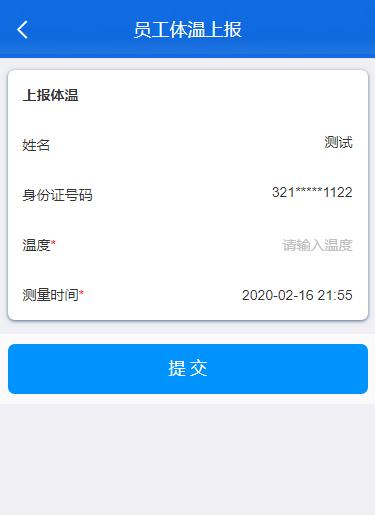 员工体温上报
上报体温
姓名 测试
身份证号码 321*****1122
温度* 请输入温度
测量时间* 2020-02-16 21:55
提交